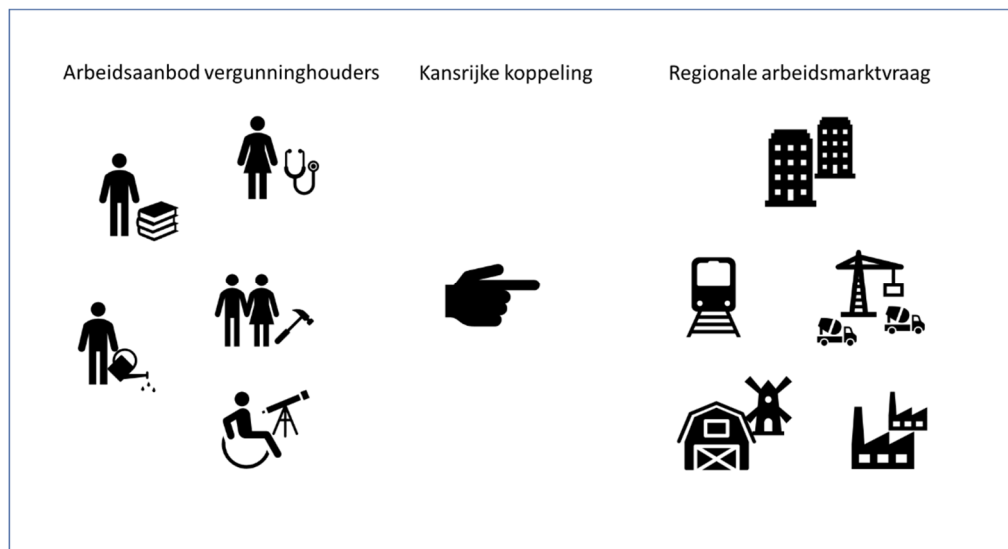 Arbeidsaanbod vergunninghouders
Kansrijke koppeling
Regionale arbeidsmarktvraag